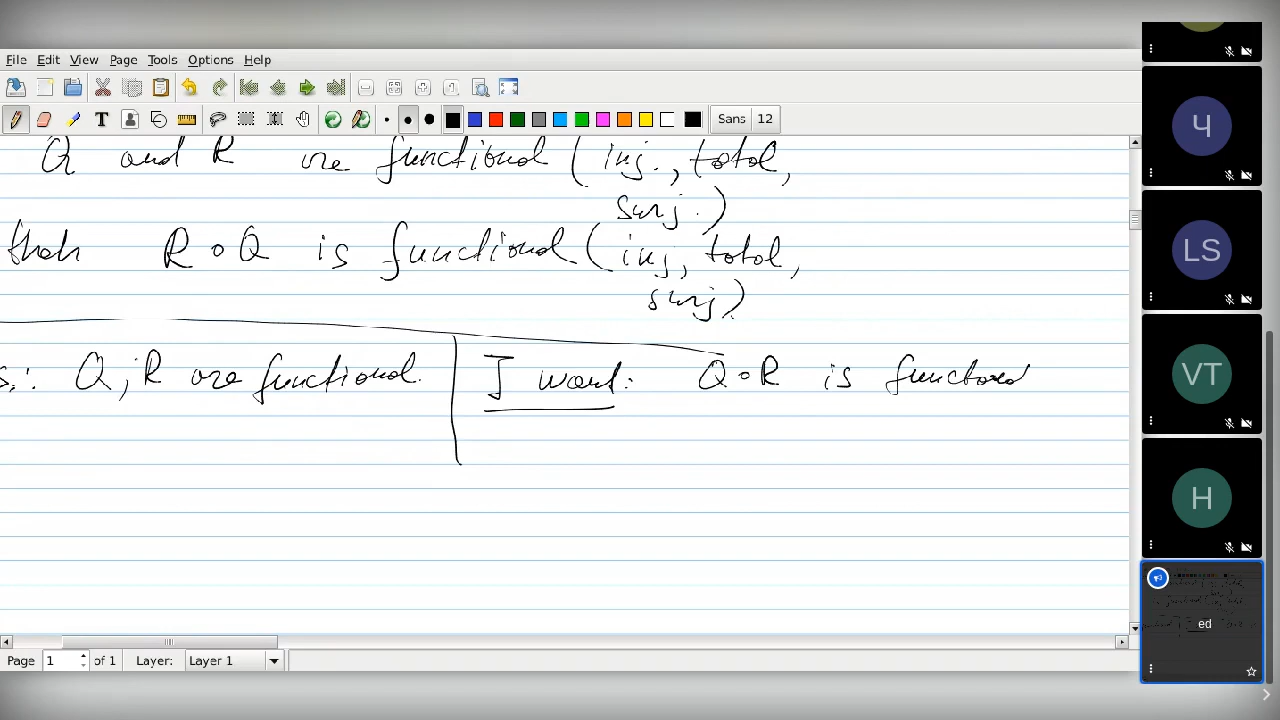 File Edit View Page Tools Options Help
Sans 12
Q and R are functional (inj., total,
surj.)
then R∘Q is functional (inj, total,
surj)
s.: Q, R are functional. I want: Q∘R is functional
Page 1 of 1 Layer: Layer 1
Ч
LS
VT
H
ed